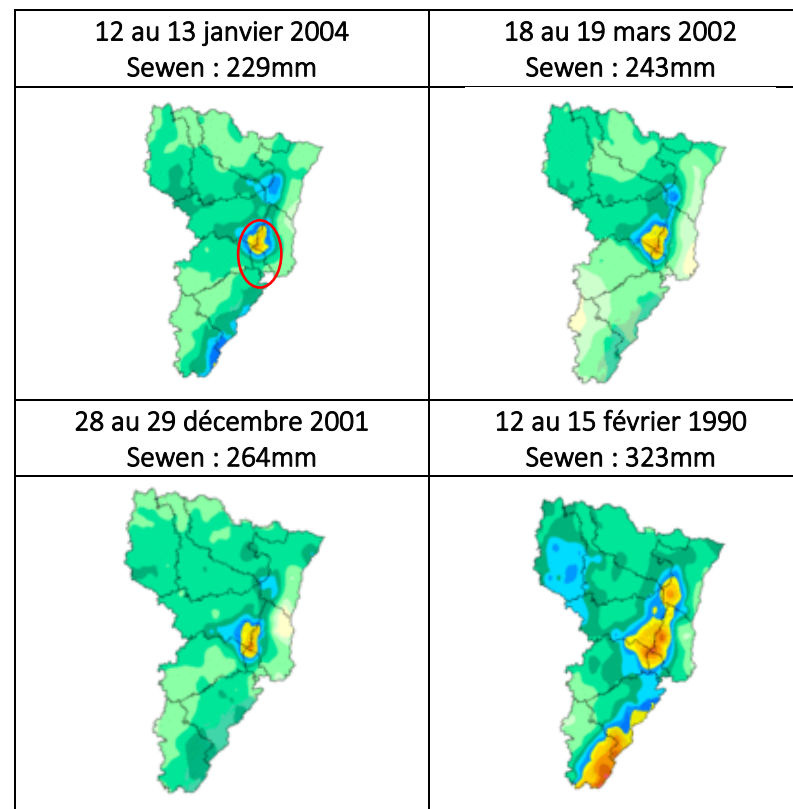 12 au 13 janvier 2004
Sewen : 229mm
18 au 19 mars 2002
Sewen : 243mm
28 au 29 décembre 2001
Sewen : 264mm
12 au 15 février 1990
Sewen : 323mm